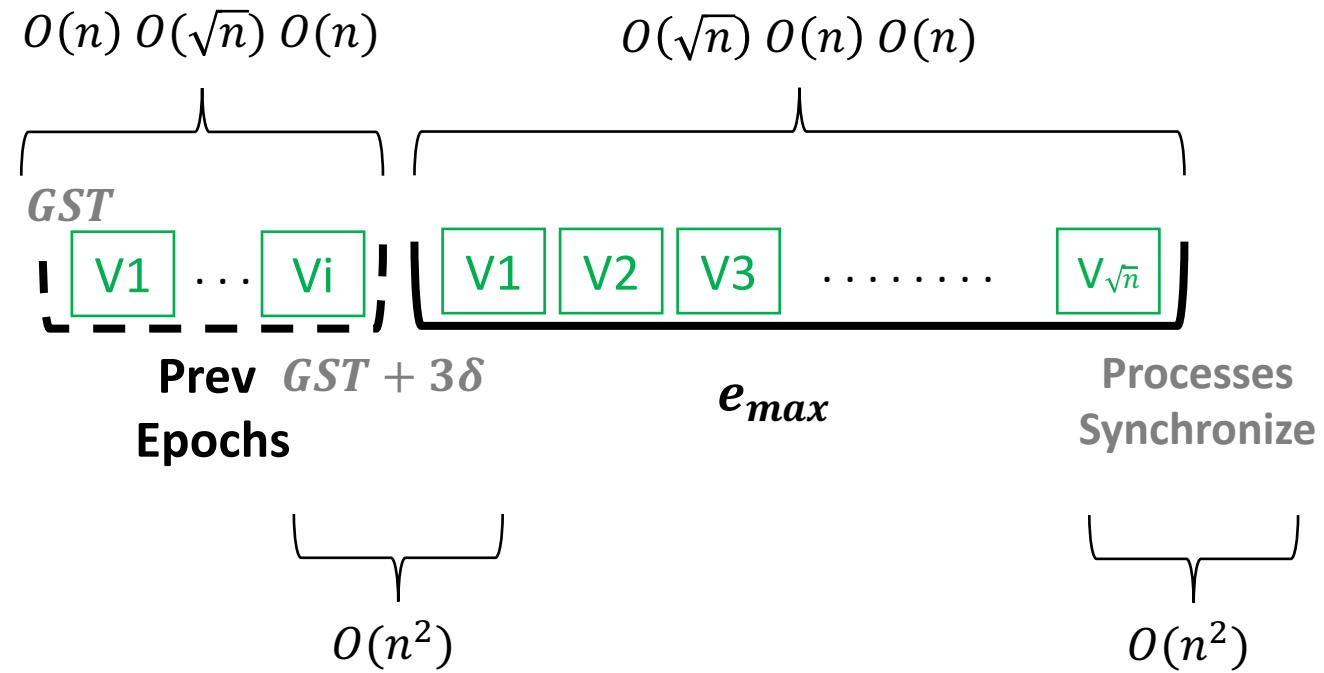 O(n) O(√n) O(n)
O(√n) O(n) O(n)
GST
V1 ... Vi
V1 V2 V3 ........ V√n
Prev Epochs
GST + 3δ
e_max
Processes
Synchronize
O(n²)
O(n²)